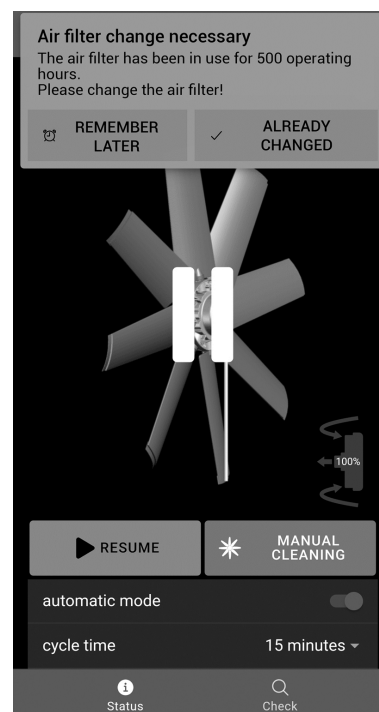 Air filter change necessary
The air filter has been in use for 500 operating
hours.
Please change the air filter!
REMEMBER
LATER
ALREADY
CHANGED
100%
RESUME
MANUAL
CLEANING
automatic mode
cycle time
15 minutes
Status
Check